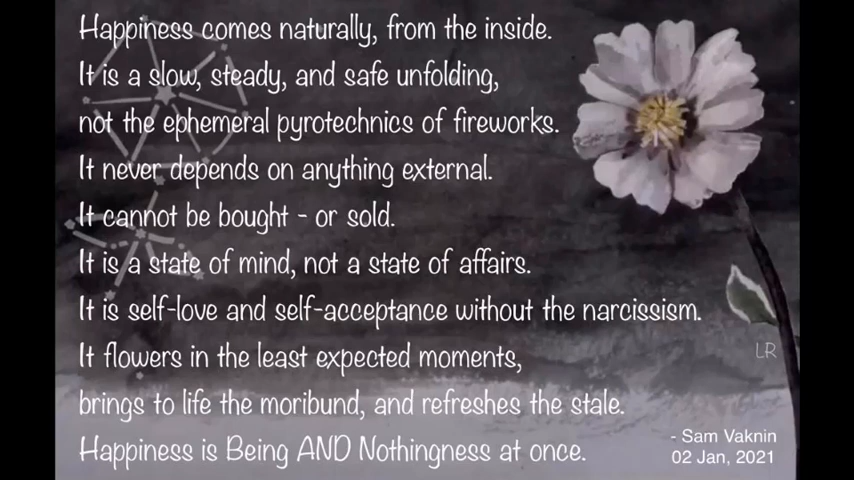 Happiness comes naturally, from the inside.
It is a slow, steady, and safe unfolding,
not the ephemeral pyrotechnics of fireworks.
It never depends on anything external.
It cannot be bought - or sold.
It is a state of mind, not a state of affairs.
It is self-love and self-acceptance without the narcissism.
It flowers in the least expected moments,
brings to life the moribund, and refreshes the stale.
Happiness is Being AND Nothingness at once.
LR
- Sam Vaknin
02 Jan, 2021